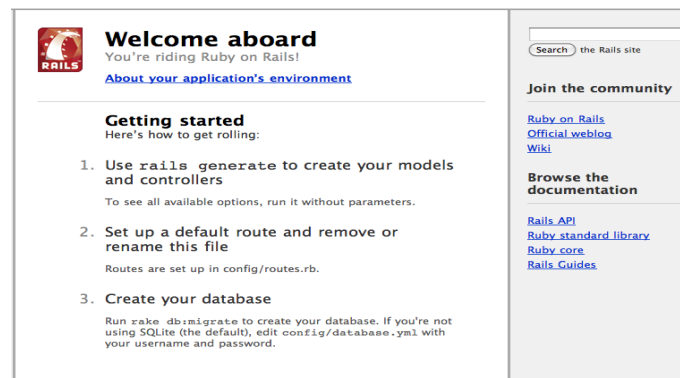 RAILS
Welcome aboard
You're riding Ruby on Rails!
About your application's environment
Getting started
Here's how to get rolling:
1. Use rails generate to create your models
and controllers
To see all available options, run it without parameters.
2. Set up a default route and remove or
rename this file
Routes are set up in config/routes.rb.
3. Create your database
Run rake db:migrate to create your database. If you're not
using SQLite (the default), edit config/database.yml with
your username and password.
Search the Rails site
Join the community
Ruby on Rails
Official weblog
Wiki
Browse the
documentation
Rails API
Ruby standard library
Ruby core
Rails Guides